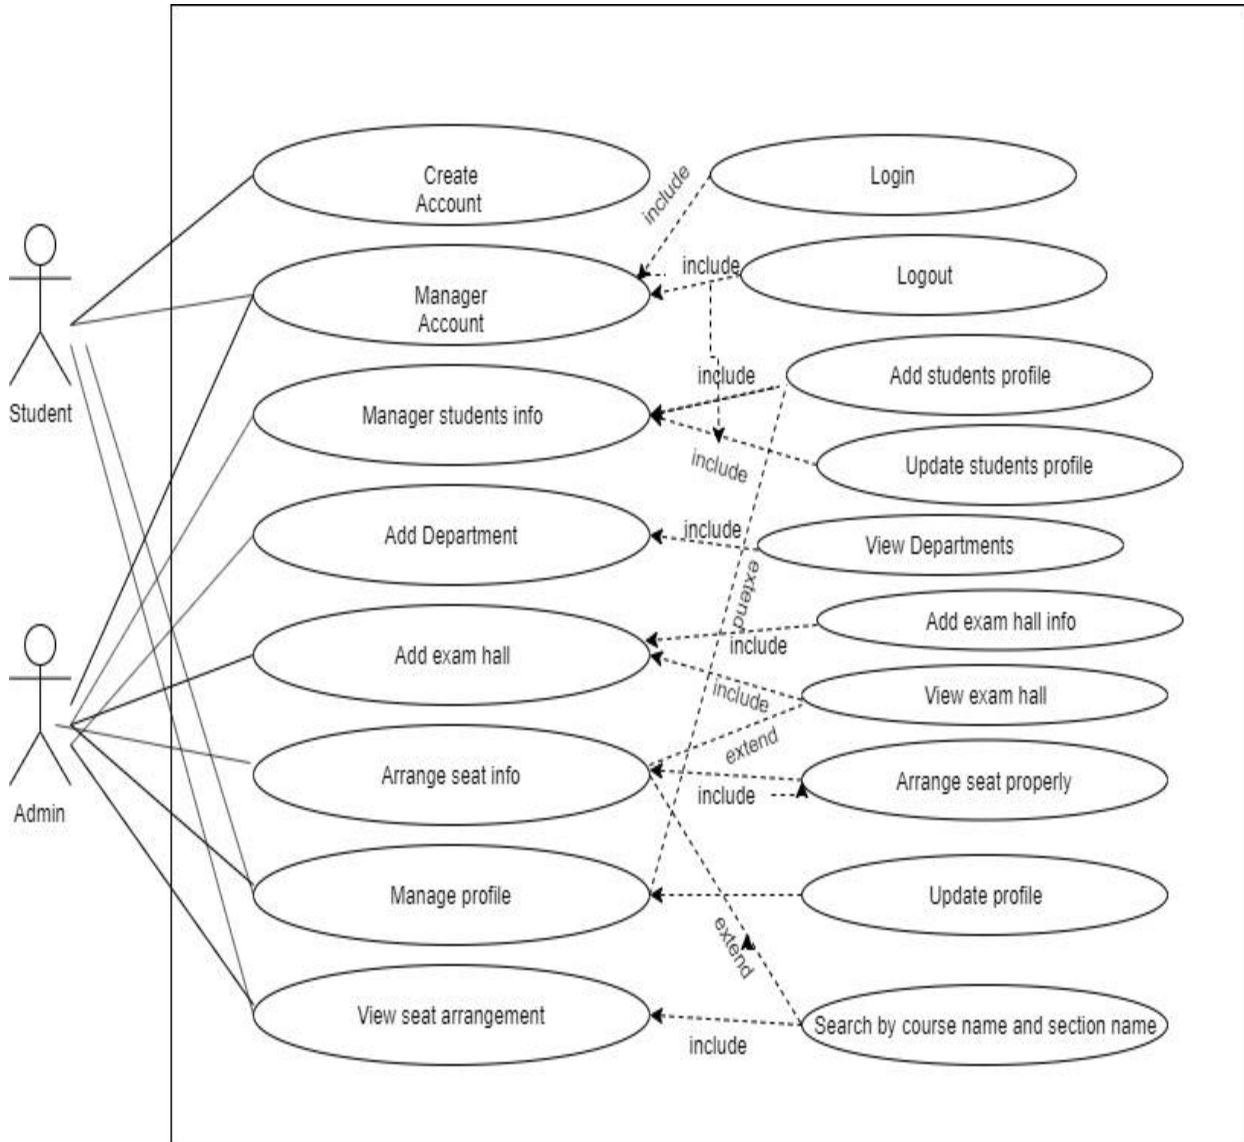 Create
Account
Login
include
Manager
Account
include
Logout
Student
Manager students info
include
Add students profile
include
Update students profile
Add Department
include
View Departments
extend
Add exam hall
include
Add exam hall info
include
View exam hall
Admin
Arrange seat info
extend
include
Arrange seat properly
Manage profile
Update profile
extend
View seat arrangement
include
Search by course name and section name